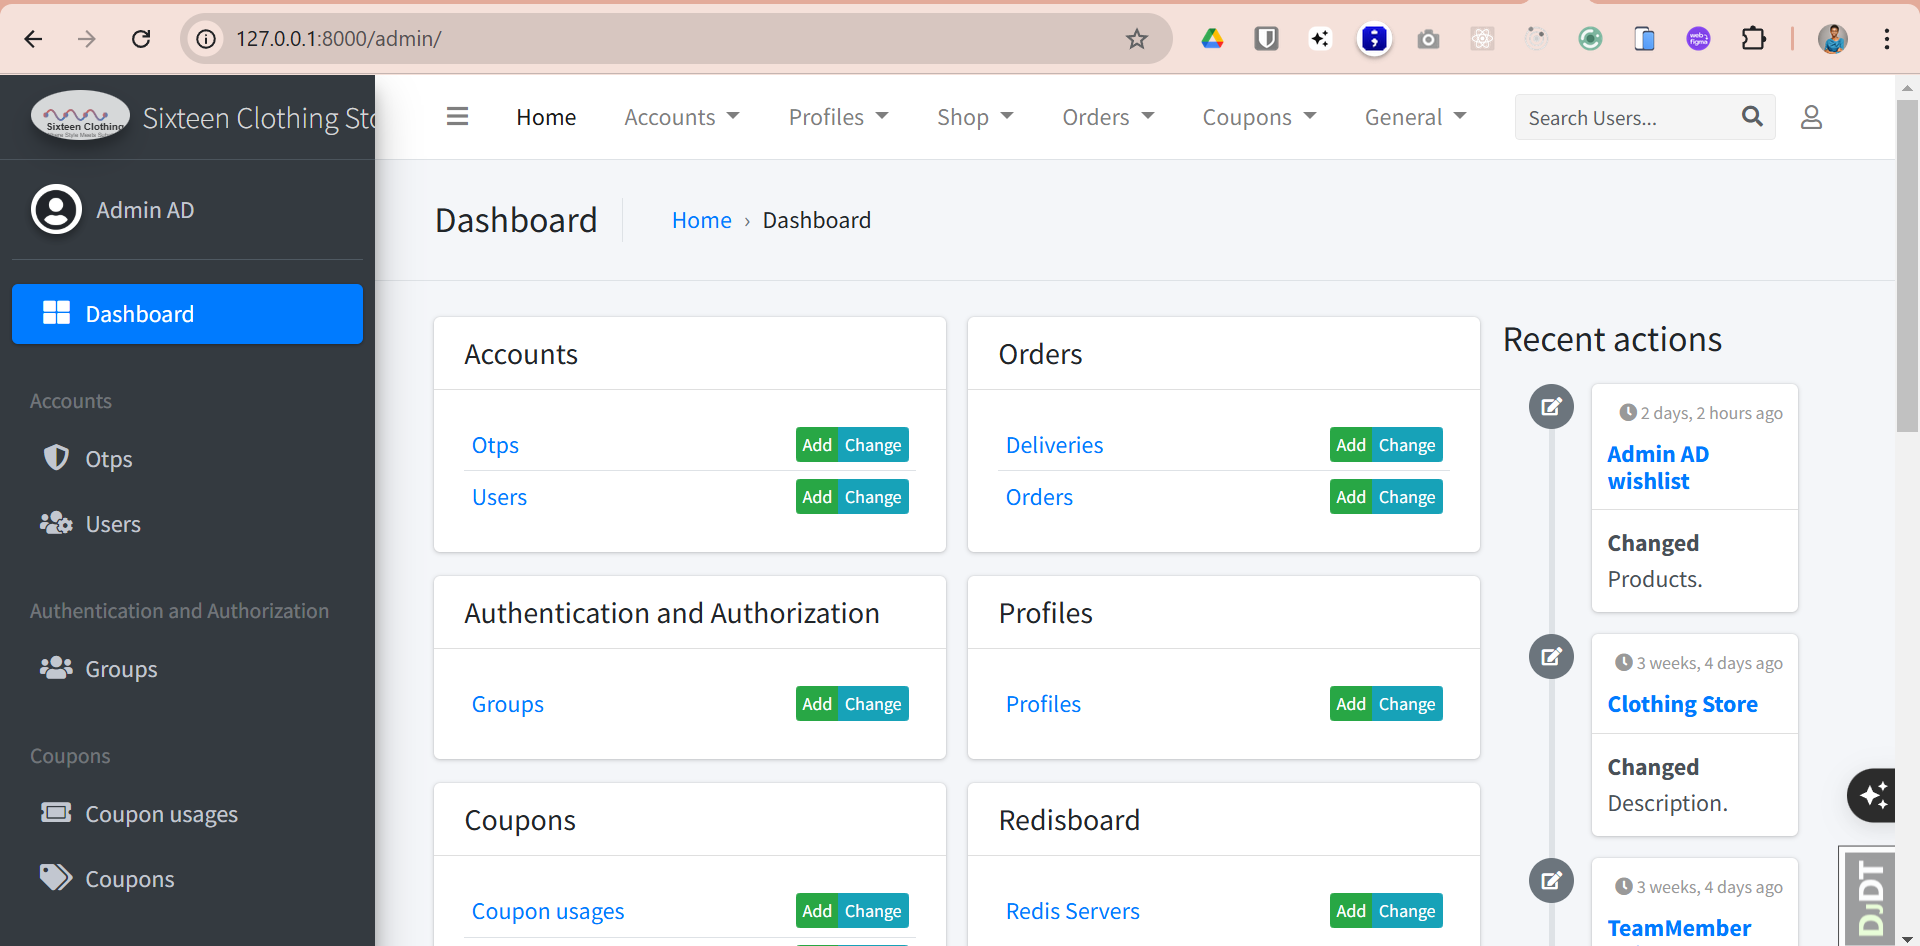 127.0.0.1:8000/admin/
Sixteen Clothing
Sixteen Clothing Sto
Home
Accounts
Profiles
Shop
Orders
Coupons
General
Search Users...
Admin AD
Dashboard
Home › Dashboard
Dashboard
Accounts
Otps
Users
Authentication and Authorization
Groups
Coupons
Coupon usages
Coupons
Accounts
Otps Add Change
Users Add Change
Orders
Deliveries Add Change
Orders Add Change
Authentication and Authorization
Groups Add Change
Profiles
Profiles Add Change
Coupons
Coupon usages Add Change
Redisboard
Redis Servers Add Change
Recent actions
2 days, 2 hours ago
Admin AD
wishlist
Changed
Products.
3 weeks, 4 days ago
Clothing Store
Changed
Description.
3 weeks, 4 days ago
TeamMember
DJDT